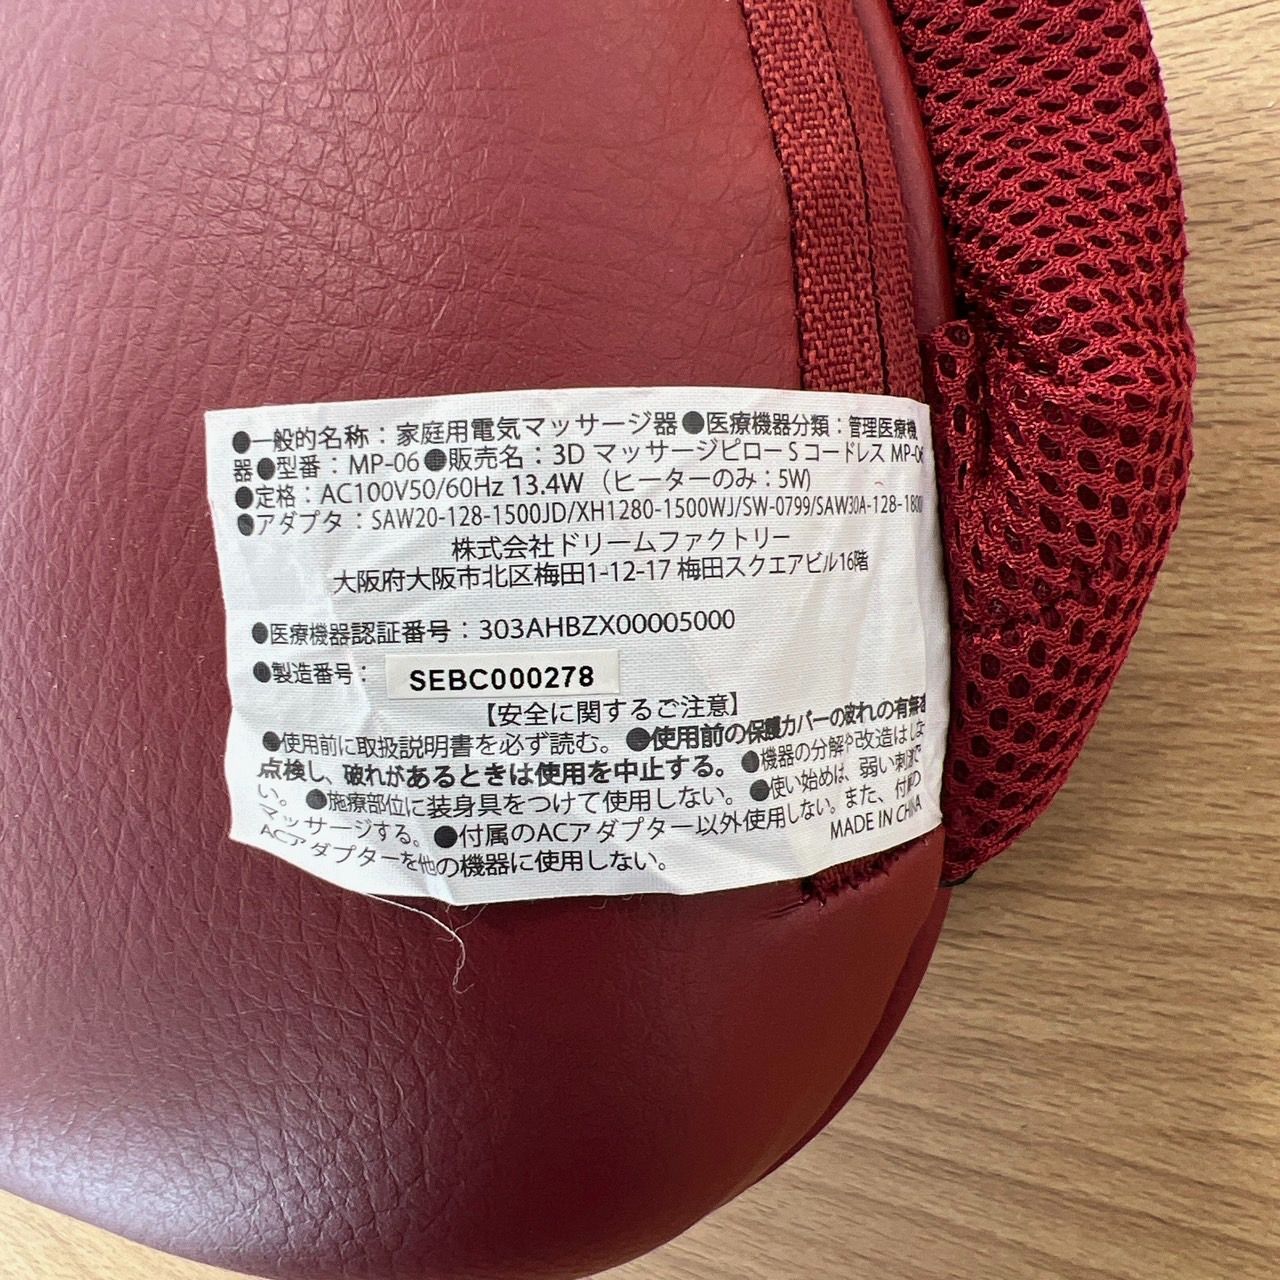 ●一般的名称：家庭用電気マッサージ器●医療機器分類：管理医療機
器●型番：MP-06●販売名：3D マッサージピロー S コードレス MP-06
●定格：AC100V50/60Hz 13.4W （ヒーターのみ：5W)
●アダプタ：SAW20-128-1500JD/XH1280-1500WJ/SW-0799/SAW30A-128-1800
株式会社ドリームファクトリー
大阪府大阪市北区梅田1-12-17 梅田スクエアビル16階
●医療機器認証番号：303AHBZX00005000
●製造番号： SEBC000278
【安全に関するご注意】
●使用前に取扱説明書を必ず読む。●使用前の保護カバーの破れの有無を
点検し、破れがあるときは使用を中止する。●機器の分解や改造はしな
い。●施療部位に装身具をつけて使用しない。●使い始めは、弱い刺激で
マッサージする。●付属のACアダプター以外使用しない。また、付属の
ACアダプターを他の機器に使用しない。
MADE IN CHINA